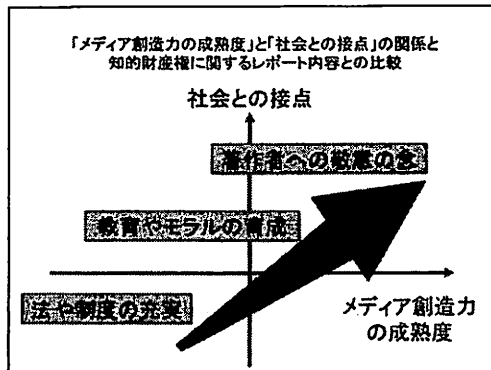 「メディア創造力の成熟度」と「社会との接点」の関係と
知的財産権に関するレポート内容との比較
社会との接点
著作者への敬意の念
教育やモラルの育成
法や制度の充実
メディア創造力
の成熟度